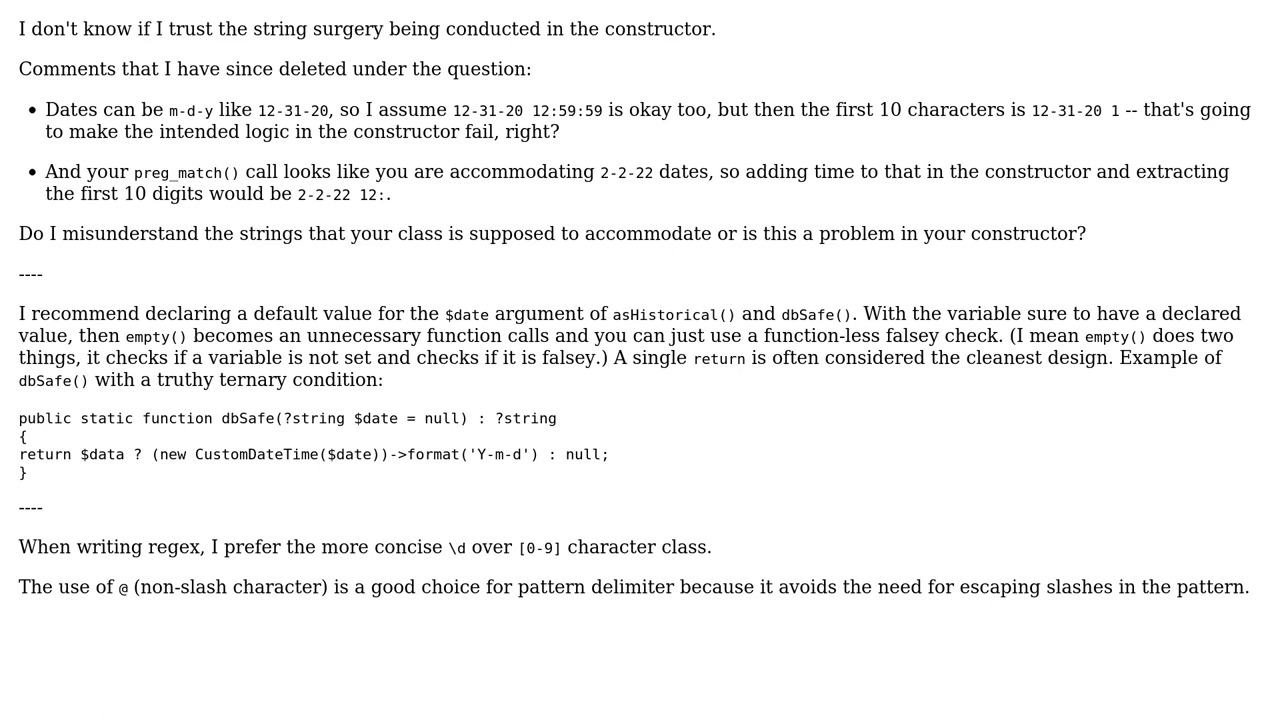 I don't know if I trust the string surgery being conducted in the constructor.
Comments that I have since deleted under the question:
• Dates can be m-d-y like 12-31-20, so I assume 12-31-20 12:59:59 is okay too, but then the first 10 characters is 12-31-20 1 -- that's going
to make the intended logic in the constructor fail, right?
• And your preg_match() call looks like you are accommodating 2-2-22 dates, so adding time to that in the constructor and extracting
the first 10 digits would be 2-2-22 12:.
Do I misunderstand the strings that your class is supposed to accommodate or is this a problem in your constructor?
----
I recommend declaring a default value for the $date argument of asHistorical() and dbSafe(). With the variable sure to have a declared
value, then empty() becomes an unnecessary function calls and you can just use a function-less falsey check. (I mean empty() does two
things, it checks if a variable is not set and checks if it is falsey.) A single return is often considered the cleanest design. Example of
dbSafe() with a truthy ternary condition:
public static function dbSafe(?string $date = null) : ?string
{
return $data ? (new CustomDateTime($date))->format('Y-m-d') : null;
}
----
When writing regex, I prefer the more concise \d over [0-9] character class.
The use of @ (non-slash character) is a good choice for pattern delimiter because it avoids the need for escaping slashes in the pattern.